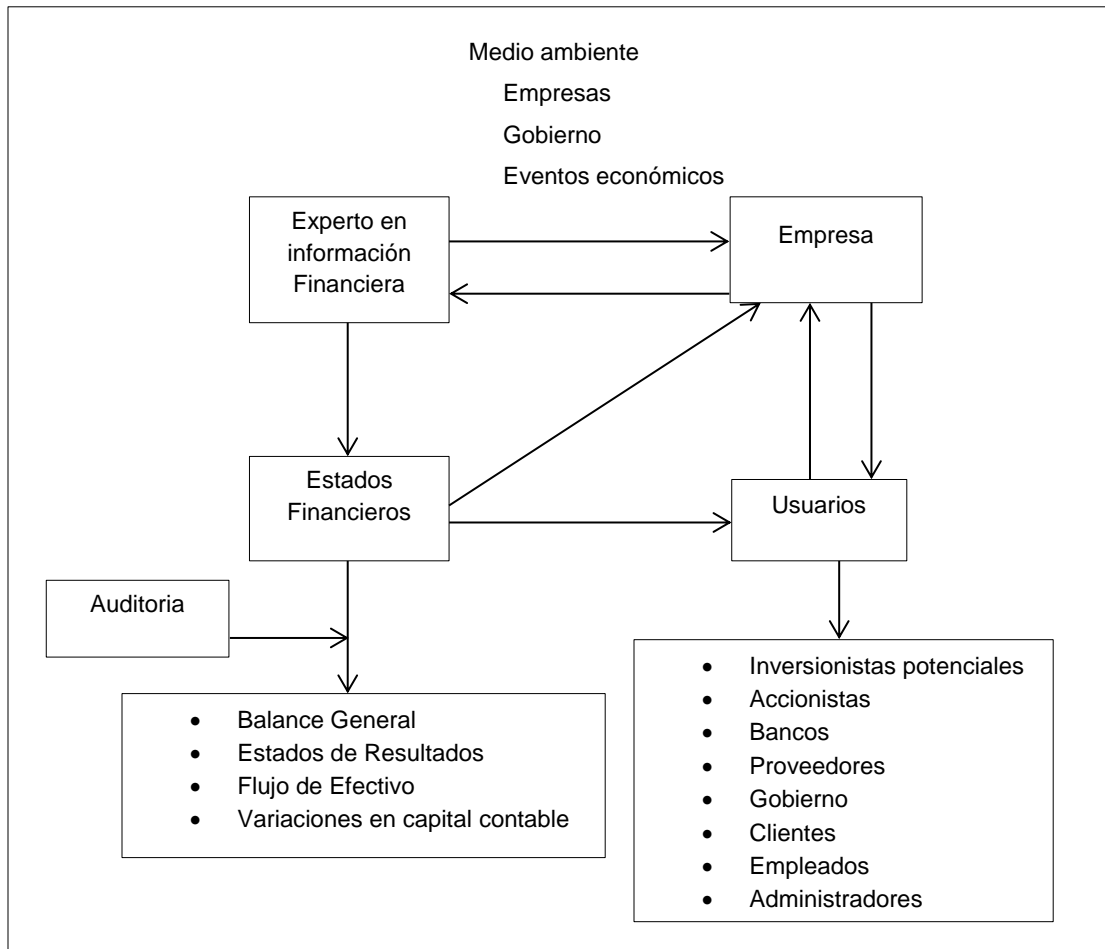 Medio ambiente
Empresas
Gobierno
Eventos económicos
Experto en
información
Financiera
Empresa
Estados
Financieros
Usuarios
Auditoria
• Balance General
• Estados de Resultados
• Flujo de Efectivo
• Variaciones en capital contable
• Inversionistas potenciales
• Accionistas
• Bancos
• Proveedores
• Gobierno
• Clientes
• Empleados
• Administradores